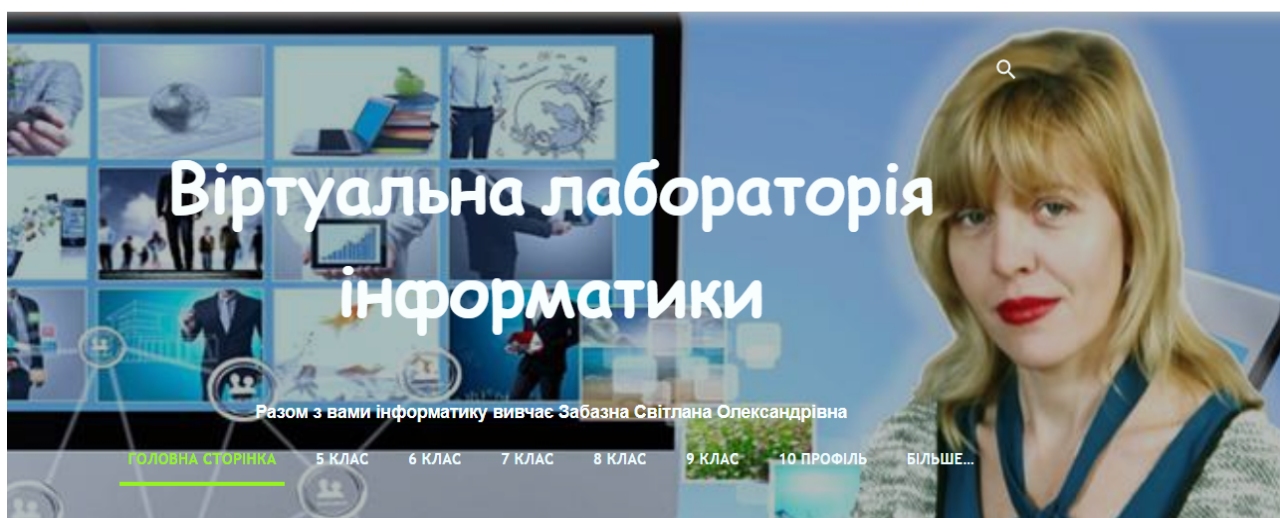 Віртуальна лабораторія
інформатики
Разом з вами інформатику вивчає Забазна Світлана Олександрівна
ГОЛОВНА СТОРІНКА 5 КЛАС 6 КЛАС 7 КЛАС 8 КЛАС 9 КЛАС 10 ПРОФІЛЬ БІЛЬШЕ...